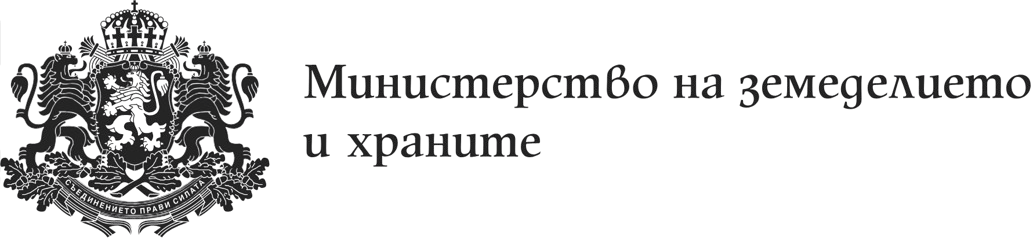 Министерство на земеделието
и храните
СЪЕДИНЕНИЕТО ПРАВИ СИЛАТА